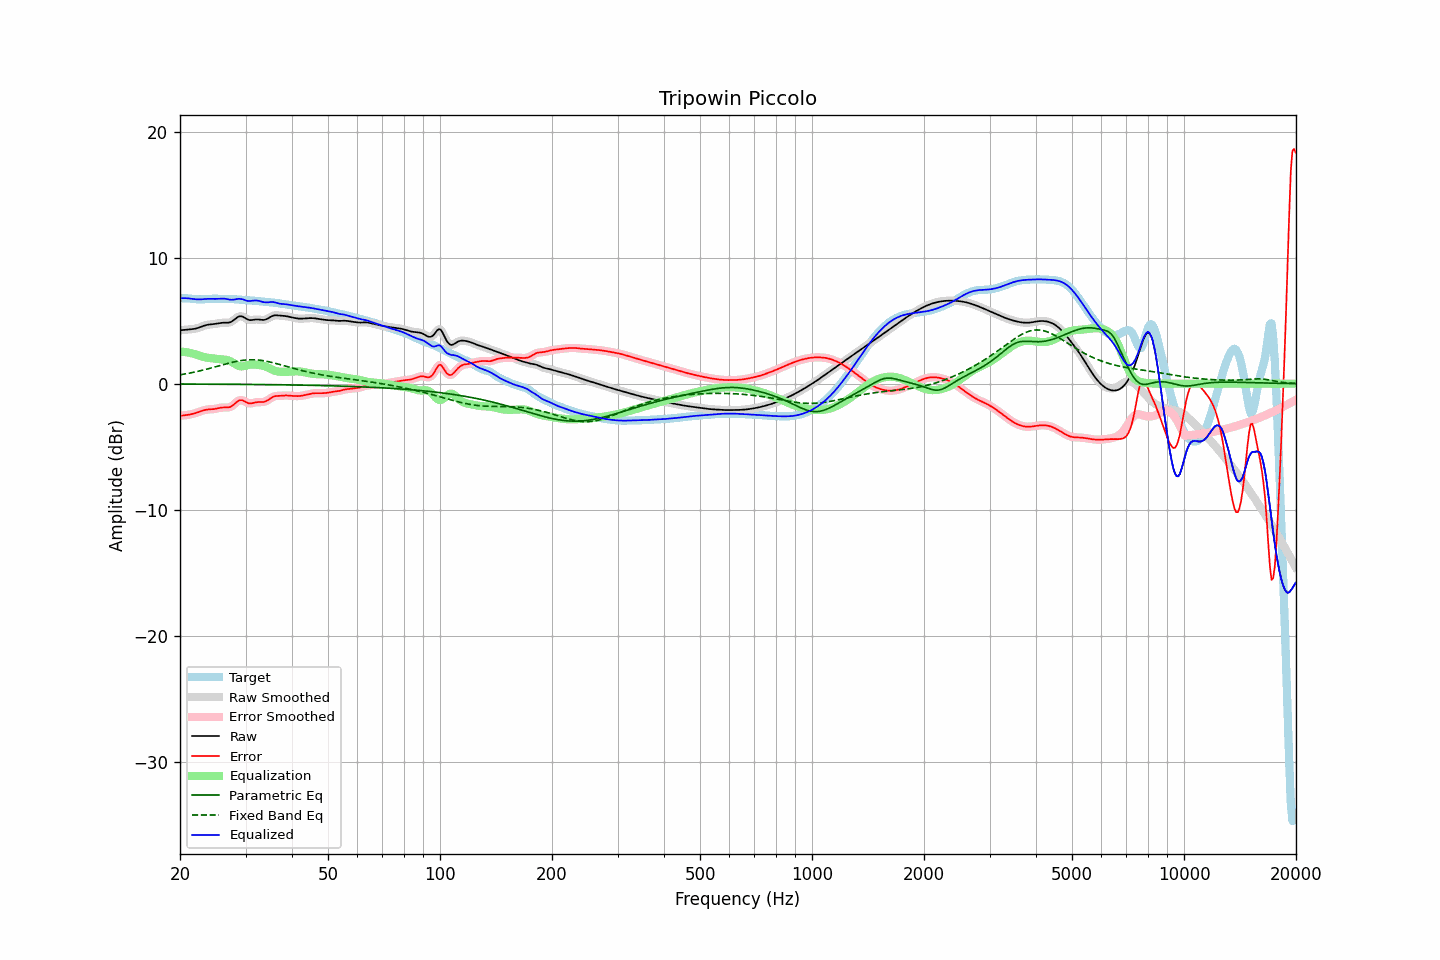 Tripowin Piccolo
20
10
0
−10
−20
−30
Amplitude (dBr)
Target
Raw Smoothed
Error Smoothed
Raw
Error
Equalization
Parametric Eq
Fixed Band Eq
Equalized
20 50 100 200 500 1000 2000 5000 10000 20000
Frequency (Hz)